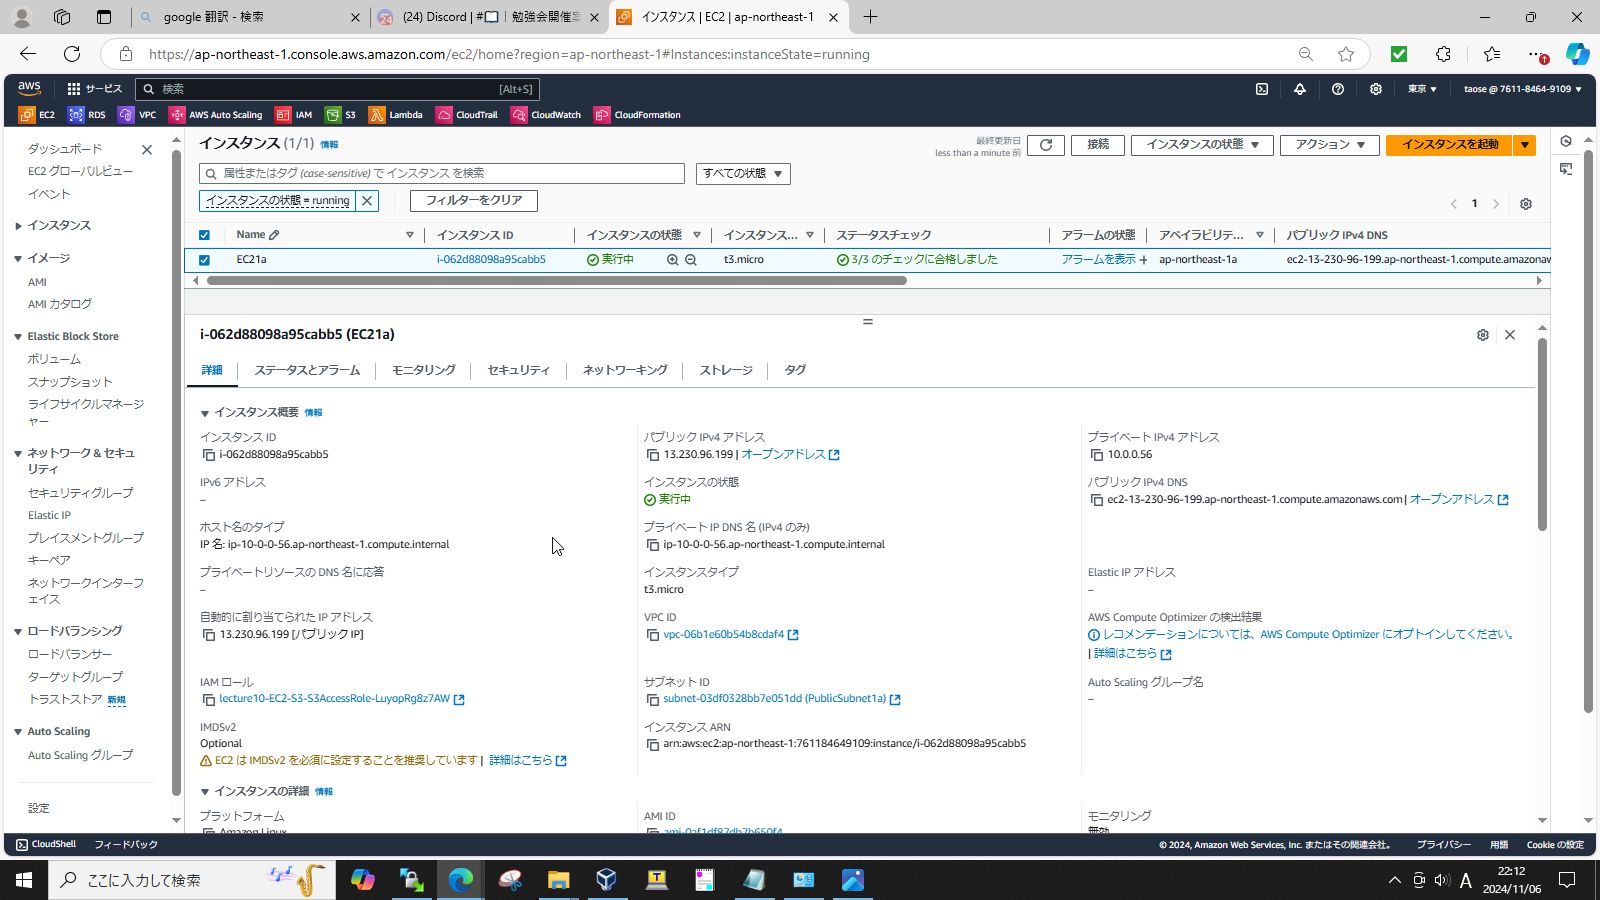 google 翻訳 - 検索
(24) Discord | #📖 | 勉強会開催案
インスタンス | EC2 | ap-northeast-1
https://ap-northeast-1.console.aws.amazon.com/ec2/home?region=ap-northeast-1#Instances:instanceState=running
aws
サービス
検索
[Alt+S]
東京 ▼
taose @ 7611-8464-9109 ▼
EC2
RDS
VPC
AWS Auto Scaling
IAM
S3
Lambda
CloudTrail
CloudWatch
CloudFormation
ダッシュボード
EC2 グローバルビュー
イベント
インスタンス
イメージ
AMI
AMI カタログ
Elastic Block Store
ボリューム
スナップショット
ライフサイクルマネージ
ャー
ネットワーク & セキュ
リティ
セキュリティグループ
Elastic IP
プレイスメントグループ
キーペア
ネットワークインターフ
ェイス
ロードバランシング
ロードバランサー
ターゲットグループ
トラストストア 新規
Auto Scaling
Auto Scaling グループ
設定
インスタンス (1/1) 情報
最終更新日
less than a minute 前
接続
インスタンスの状態 ▼
アクション ▼
インスタンスを起動
属性またはタグ (case-sensitive) で インスタンス を検索
すべての状態 ▼
インスタンスの状態 = running
フィルターをクリア
1
Name
インスタンス ID
インスタンスの状態
インスタンス...
ステータスチェック
アラームの状態
アベイラビリテ...
パブリック IPv4 DNS
EC21a
i-062d88098a95cabb5
実行中
t3.micro
3/3 のチェックに合格しました
アラームを表示 +
ap-northeast-1a
ec2-13-230-96-199.ap-northeast-1.compute.amazonaw
i-062d88098a95cabb5 (EC21a)
詳細
ステータスとアラーム
モニタリング
セキュリティ
ネットワーキング
ストレージ
タグ
インスタンス概要 情報
インスタンス ID
i-062d88098a95cabb5
パブリック IPv4 アドレス
13.230.96.199 | オープンアドレス
プライベート IPv4 アドレス
10.0.0.56
IPv6 アドレス
–
インスタンスの状態
実行中
パブリック IPv4 DNS
ec2-13-230-96-199.ap-northeast-1.compute.amazonaws.com | オープンアドレス
ホスト名のタイプ
IP 名: ip-10-0-0-56.ap-northeast-1.compute.internal
プライベート IP DNS 名 (IPv4 のみ)
ip-10-0-0-56.ap-northeast-1.compute.internal
プライベートリソースの DNS 名に応答
–
インスタンスタイプ
t3.micro
Elastic IP アドレス
–
自動的に割り当てられた IP アドレス
13.230.96.199 [パブリック IP]
VPC ID
vpc-06b1e60b54b8cdaf4
AWS Compute Optimizer の検出結果
レコメンデーションについては、AWS Compute Optimizer にオプトインしてください。
| 詳細はこちら
IAM ロール
lecture10-EC2-S3-S3AccessRole-LuyopRg8z7AW
サブネット ID
subnet-03df0328bb7e051dd (PublicSubnet1a)
Auto Scaling グループ名
–
IMDSv2
Optional
EC2 は IMDSv2 を必須に設定することを推奨しています | 詳細はこちら
インスタンス ARN
arn:aws:ec2:ap-northeast-1:761184649109:instance/i-062d88098a95cabb5
インスタンスの詳細 情報
プラットフォーム
Amazon Linux
AMI ID
ami-0af1df87db7b650f4
モニタリング
無効
CloudShell
フィードバック
© 2024, Amazon Web Services, Inc. またはその関連会社。
プライバシー
用語
Cookie の設定
ここに入力して検索
A
22:12
2024/11/06